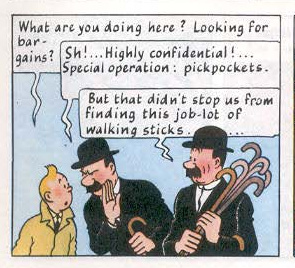 What are you doing here? Looking for
bar-
gains?
Sh!...Highly confidential!...
Special operation: pickpockets.
But that didn't stop us from
finding this job-lot of
walking sticks. . ...